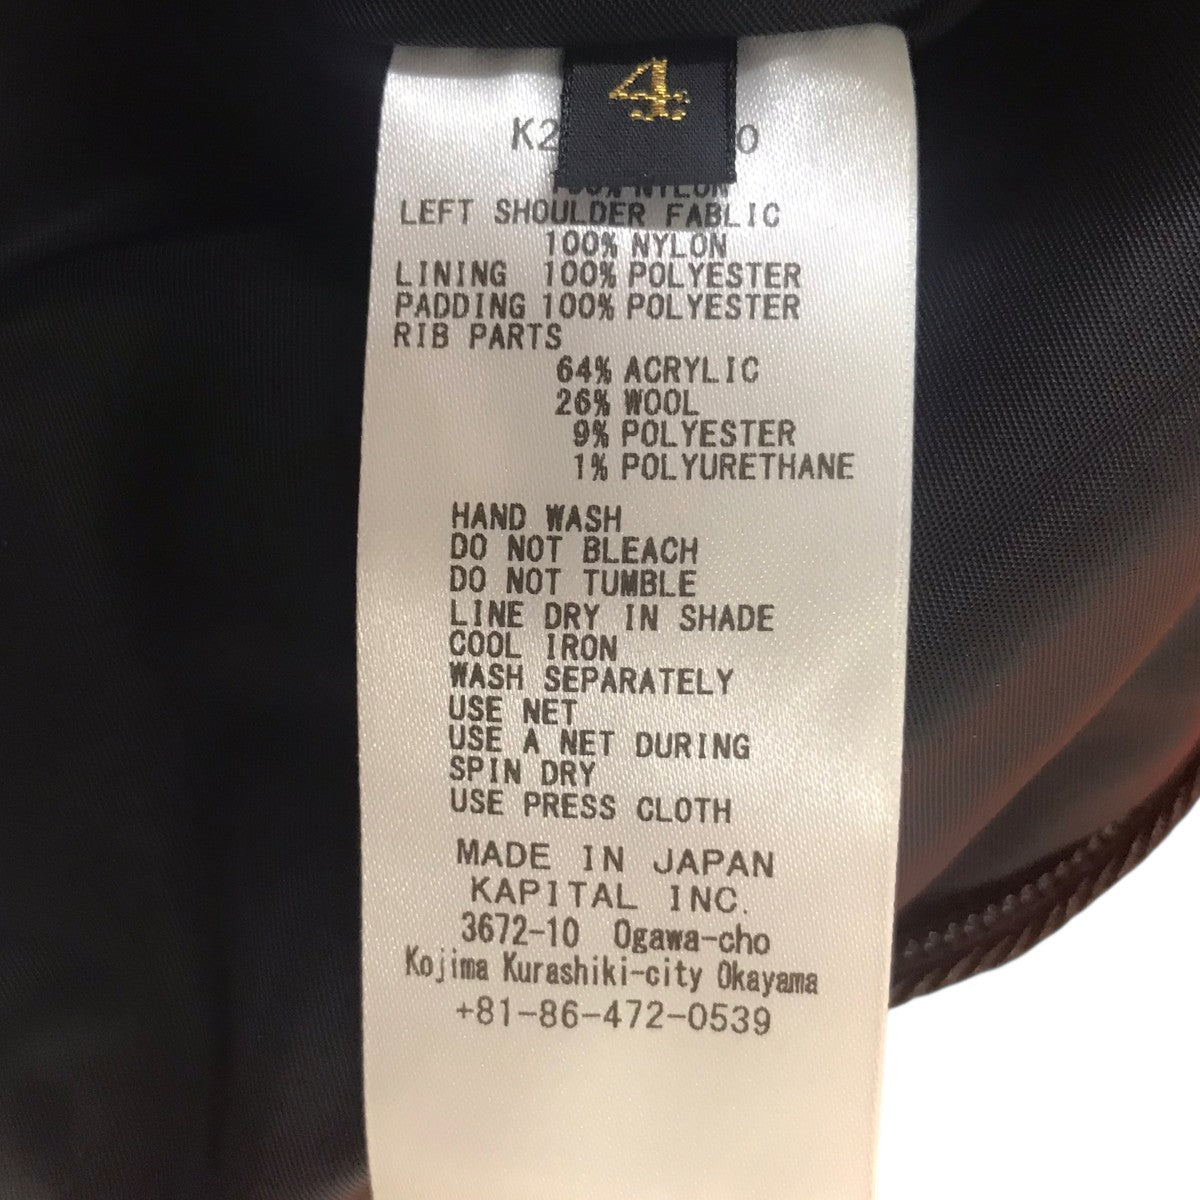 4
LEFT SHOULDER FABLIC
100% NYLON
LINING 100% POLYESTER
PADDING 100% POLYESTER
RIB PARTS
64% ACRYLIC
26% WOOL
9% POLYESTER
1% POLYURETHANE
HAND WASH
DO NOT BLEACH
DO NOT TUMBLE
LINE DRY IN SHADE
COOL IRON
WASH SEPARATELY
USE NET
USE A NET DURING
SPIN DRY
USE PRESS CLOTH
MADE IN JAPAN
KAPITAL INC.
3672-10 Ogawa-cho
Kojima Kurashiki-city Okayama
+81-86-472-0539